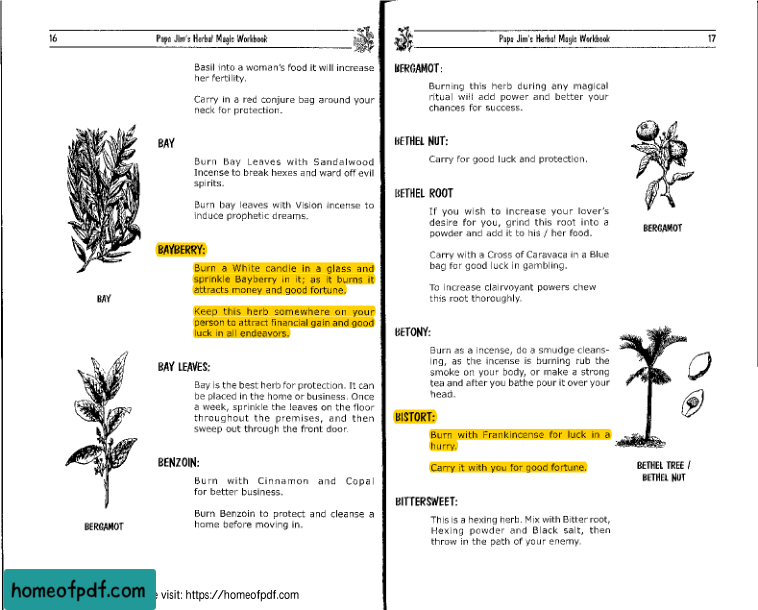 16
Papa Jim's Herbal Magic Workbook
Basil into a woman's food it will increase
her fertility.
Carry in a red conjure bag around your
neck for protection.
BAY
Burn Bay Leaves with Sandalwood
Incense to break hexes and ward off evil
spirits.
Burn bay leaves with Vision incense to
induce prophetic dreams.
BAY
BAYBERRY:
Burn a White candle in a glass and
sprinkle Bayberry in it; as it burns it
attracts money and good fortune.
Keep this herb somewhere on your
person to attract financial gain and good
luck in all endeavors.
BAY LEAVES:
Bay is the best herb for protection. It can
be placed in the home or business. Once
a week, sprinkle the leaves on the floor
throughout the premises, and then
sweep out through the front door.
BENZOIN:
Burn with Cinnamon and Copal
for better business.
Burn Benzoin to protect and cleanse a
home before moving in.
BERGAMOT
Papa Jim's Herbal Magic Workbook
17
BERGAMOT:
Burning this herb during any magical
ritual will add power and better your
chances for success.
BETHEL NUT:
Carry for good luck and protection.
BETHEL ROOT
If you wish to increase your lover's
desire for you, grind this root into a
powder and add it to his / her food.
Carry with a Cross of Caravaca in a Blue
bag for good luck in gambling.
To increase clairvoyant powers chew
this root thoroughly.
BERGAMOT
BETONY:
Burn as a incense, do a smudge cleans-
ing, as the incense is burning rub the
smoke on your body, or make a strong
tea and after you bathe pour it over your
head.
BISTORT:
Burn with Frankincense for luck in a
hurry.
Carry it with you for good fortune.
BETHEL TREE /
BETHEL NUT
BITTERSWEET:
This is a hexing herb. Mix with Bitter root,
Hexing powder and Black salt, then
throw in the path of your enemy.
homeofpdf.com
e visit: https://homeofpdf.com